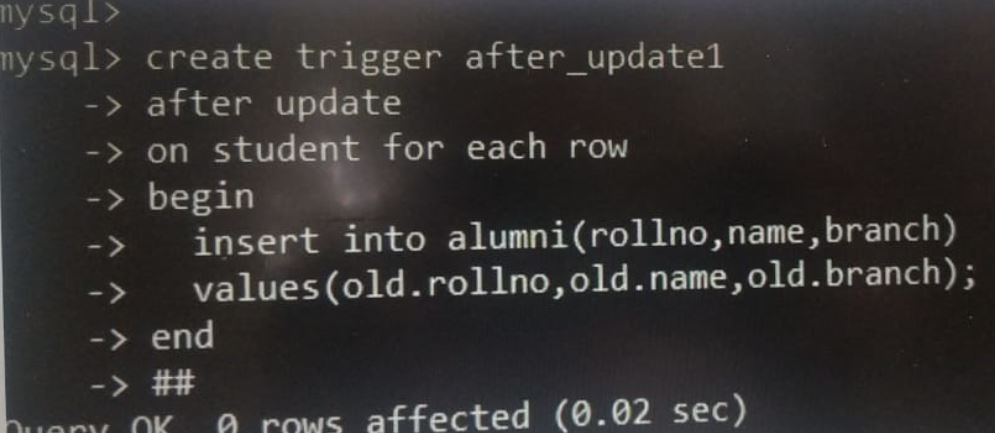 mysql>
mysql> create trigger after_update1
-> after update
-> on student for each row
-> begin
-> insert into alumni(rollno,name,branch)
-> values(old.rollno,old.name,old.branch);
-> end
-> ##
Query OK 0 rows affected (0.02 sec)